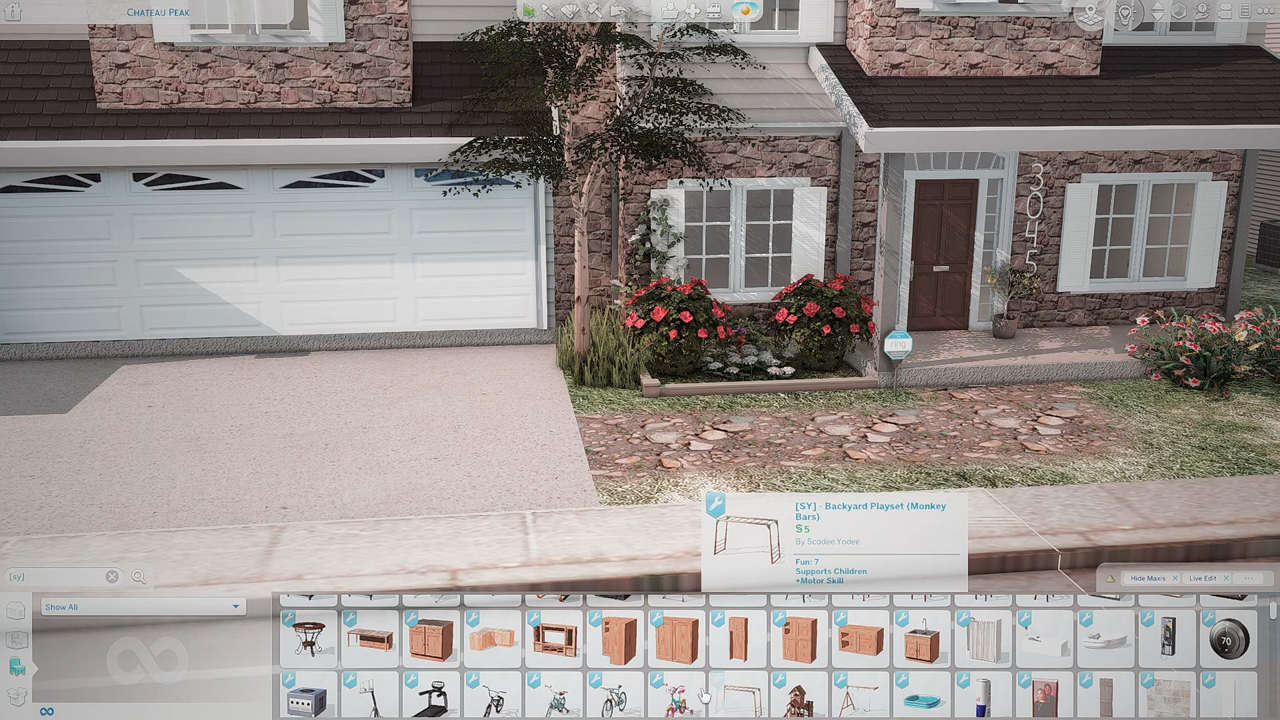 Chateau Peak
3045
ring
[SY] - Backyard Playset (Monkey
Bars)
$5
By Scodee Yodee
Fun: 7
Supports Children
+Motor Skill
[sy]
Hide Maxis
Live Edit
Show All
70